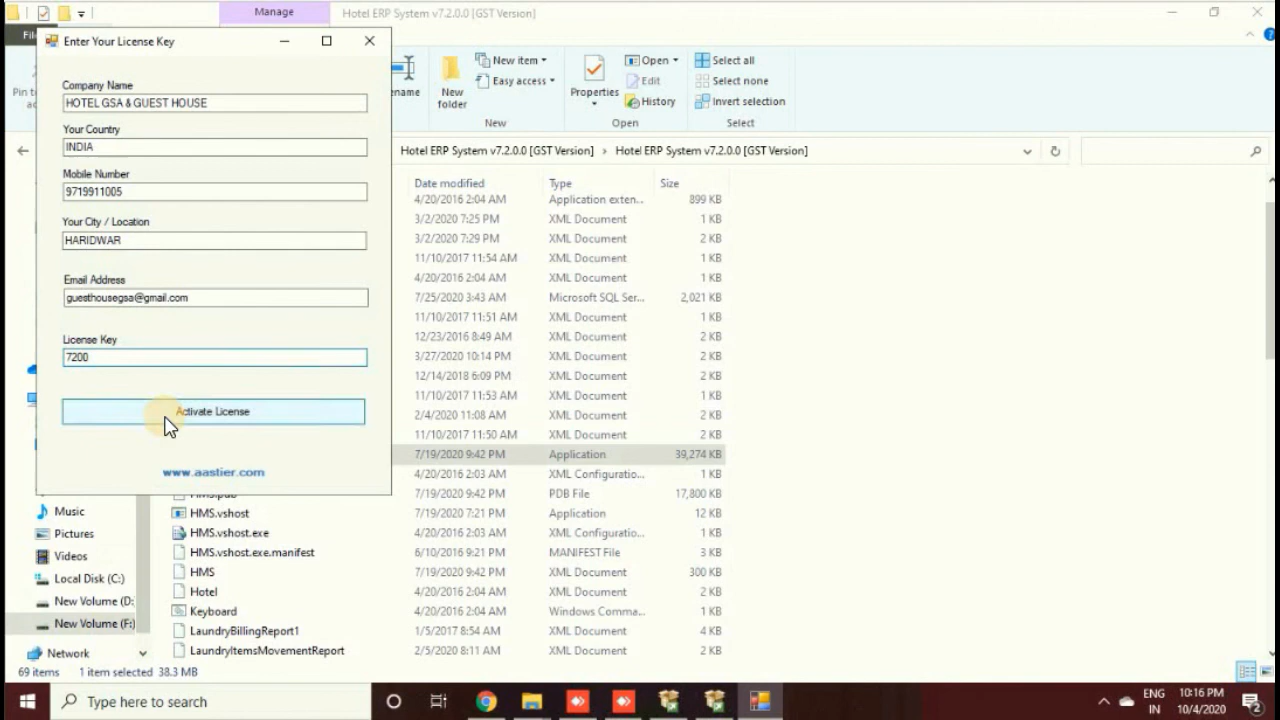 Manage
Hotel ERP System v7.2.0.0 [GST Version]
Enter Your License Key
Company Name
HOTEL GSA & GUEST HOUSE
Your Country
INDIA
Mobile Number
9719911005
Your City / Location
HARIDWAR
Email Address
guesthousegsa@gmail.com
License Key
7200
Activate License
www.aastier.com
New folder
New item
Easy access
New
Properties
Open
Edit
History
Open
Select all
Select none
Invert selection
Select
Hotel ERP System v7.2.0.0 [GST Version] > Hotel ERP System v7.2.0.0 [GST Version]
Date modified Type Size
4/20/2016 2:04 AM Application exten... 899 KB
3/2/2020 7:25 PM XML Document 1 KB
3/2/2020 7:29 PM XML Document 2 KB
11/10/2017 11:54 AM XML Document 1 KB
4/20/2016 2:04 AM XML Document 2 KB
7/25/2020 3:43 AM Microsoft SQL Ser... 2,021 KB
11/10/2017 11:51 AM XML Document 1 KB
12/23/2016 8:49 AM XML Document 2 KB
3/27/2020 10:14 PM XML Document 2 KB
12/14/2018 6:09 PM XML Document 2 KB
11/10/2017 11:53 AM XML Document 1 KB
2/4/2020 11:08 AM XML Document 2 KB
11/10/2017 11:50 AM XML Document 2 KB
7/19/2020 9:42 PM Application 39,274 KB
4/20/2016 2:03 AM XML Configuratio... 1 KB
HMS.pdb 7/19/2020 9:42 PM PDB File 17,800 KB
HMS.vshost 7/19/2020 7:21 PM Application 12 KB
HMS.vshost.exe 4/20/2016 2:03 AM XML Configuratio... 1 KB
HMS.vshost.exe.manifest 6/10/2016 9:21 PM MANIFEST File 3 KB
HMS 7/19/2020 9:42 PM XML Document 300 KB
Hotel 4/20/2016 2:04 AM XML Document 2 KB
Keyboard 4/20/2016 2:04 AM Windows Comma... 1 KB
LaundryBillingReport1 1/5/2017 8:54 AM XML Document 4 KB
LaundryItemsMovementReport 2/5/2020 8:11 AM XML Document 2 KB
Music
Pictures
Videos
Local Disk (C:)
New Volume (D:
New Volume (F:)
Network
69 items 1 item selected 38.3 MB
Type here to search
ENG
IN
10:16 PM
10/4/2020
2